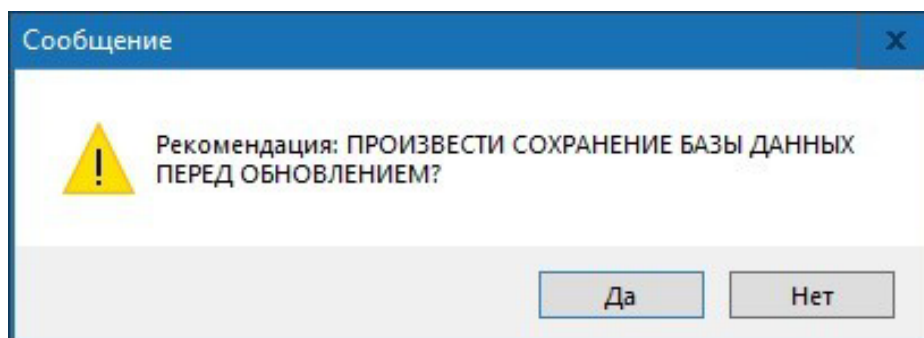 Сообщение
Рекомендация: ПРОИЗВЕСТИ СОХРАНЕНИЕ БАЗЫ ДАННЫХ
ПЕРЕД ОБНОВЛЕНИЕМ?
Да Нет